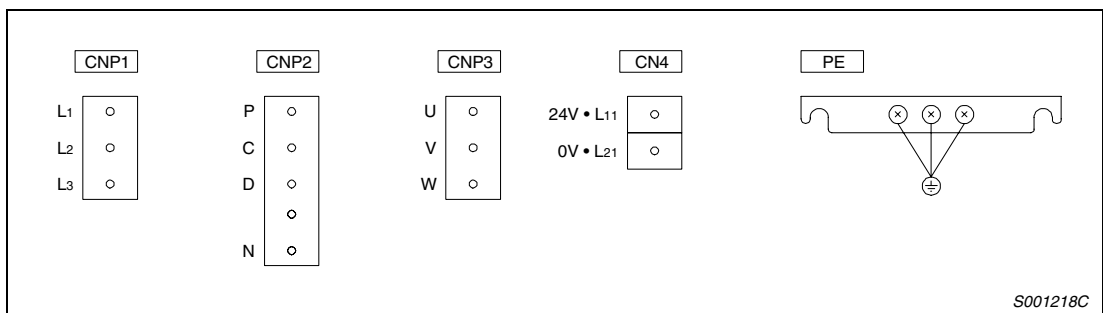 CNP1 CNP2 CNP3 CN4 PE
L1 P U 24V • L11
L2 C V 0V • L21
L3 D W
N
S001218C